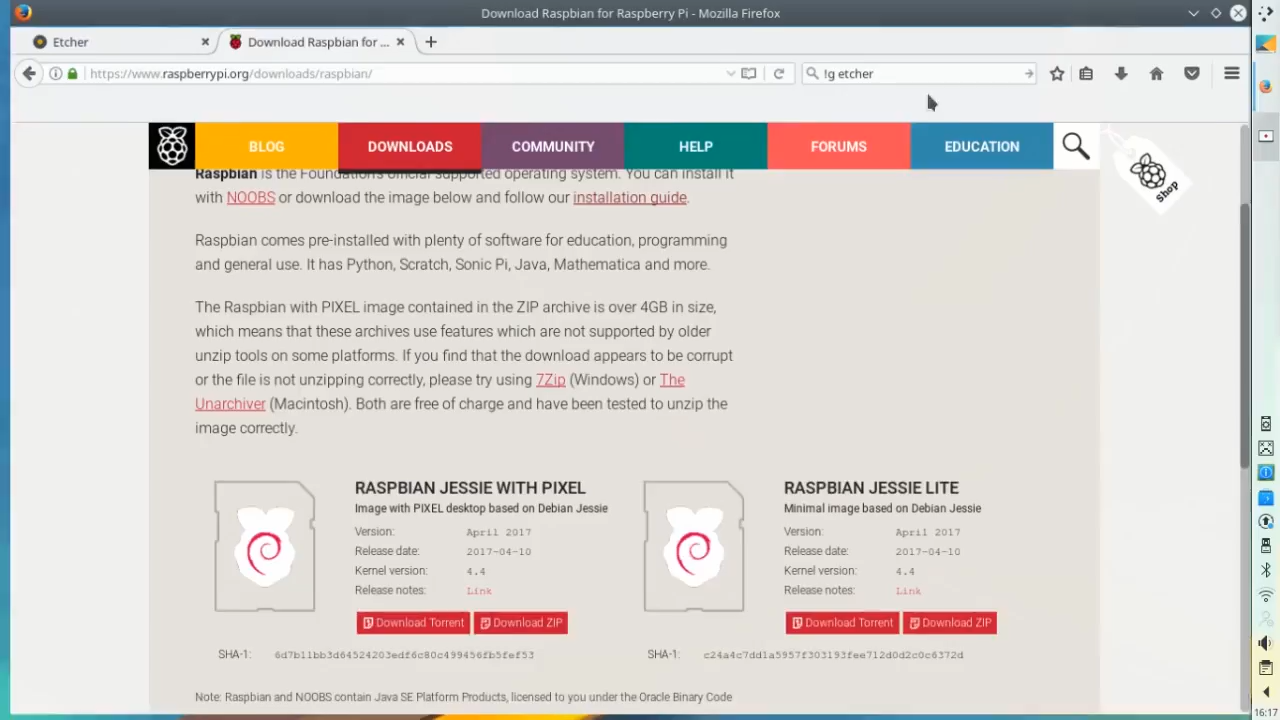 Download Raspbian for Raspberry Pi - Mozilla Firefox
Etcher
Download Raspbian for ...
https://www.raspberrypi.org/downloads/raspbian/
!g etcher
BLOG
DOWNLOADS
COMMUNITY
HELP
FORUMS
EDUCATION
Shop
Raspbian is the Foundation's official supported operating system. You can install it
with NOOBS or download the image below and follow our installation guide.
Raspbian comes pre-installed with plenty of software for education, programming
and general use. It has Python, Scratch, Sonic Pi, Java, Mathematica and more.
The Raspbian with PIXEL image contained in the ZIP archive is over 4GB in size,
which means that these archives use features which are not supported by older
unzip tools on some platforms. If you find that the download appears to be corrupt
or the file is not unzipping correctly, please try using 7Zip (Windows) or The
Unarchiver (Macintosh). Both are free of charge and have been tested to unzip the
image correctly.
RASPBIAN JESSIE WITH PIXEL
Image with PIXEL desktop based on Debian Jessie
Version: April 2017
Release date: 2017-04-10
Kernel version: 4.4
Release notes: Link
Download Torrent
Download ZIP
SHA-1: 6d7b11bb3d64524203edf6c80c499456fb5fef53
RASPBIAN JESSIE LITE
Minimal image based on Debian Jessie
Version: April 2017
Release date: 2017-04-10
Kernel version: 4.4
Release notes: Link
Download Torrent
Download ZIP
SHA-1: c24a4c7dd1a5957f303193fee712d0d2c0c6372d
Note: Raspbian and NOOBS contain Java SE Platform Products, licensed to you under the Oracle Binary Code
16:17